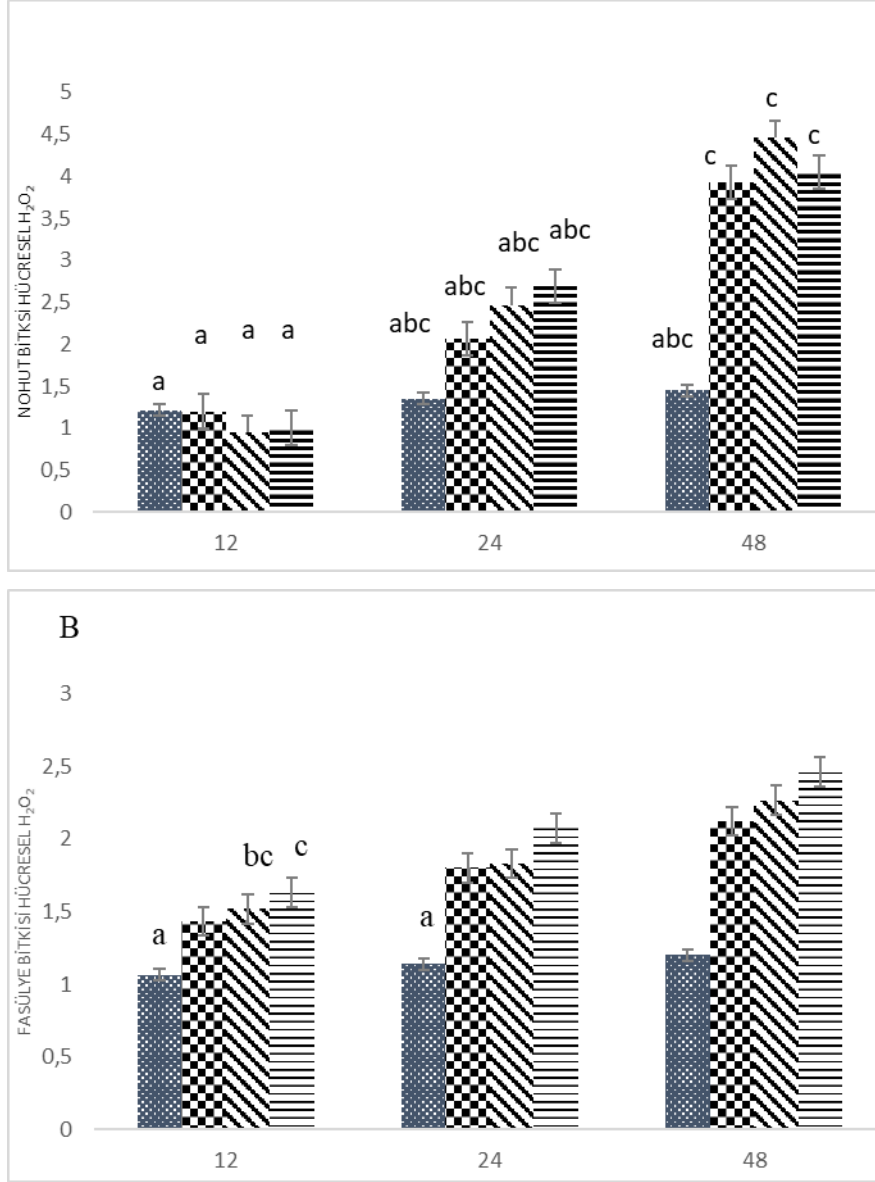 5
4,5
4
3,5
3
2,5
2
1,5
1
0,5
0
NOHUT BİTKSİ HÜCRESEL H₂O₂
a a a a
abc abc abc abc
abc c c c
12 24 48
B
3
2,5
2
1,5
1
0,5
0
FASÜLYE BİTKİSİ HÜCRESEL H₂O₂
a bc c
a
12 24 48